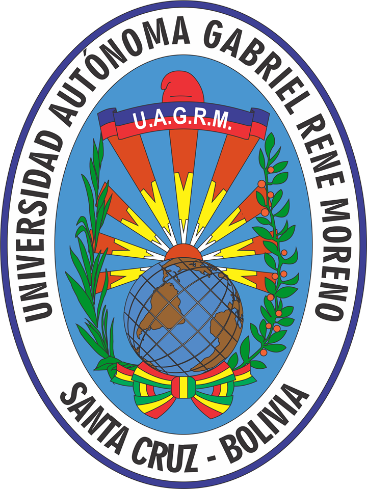 UNIVERSIDAD AUTÓNOMA GABRIEL RENE MORENO
U.A.G.R.M.
SANTA CRUZ - BOLIVIA